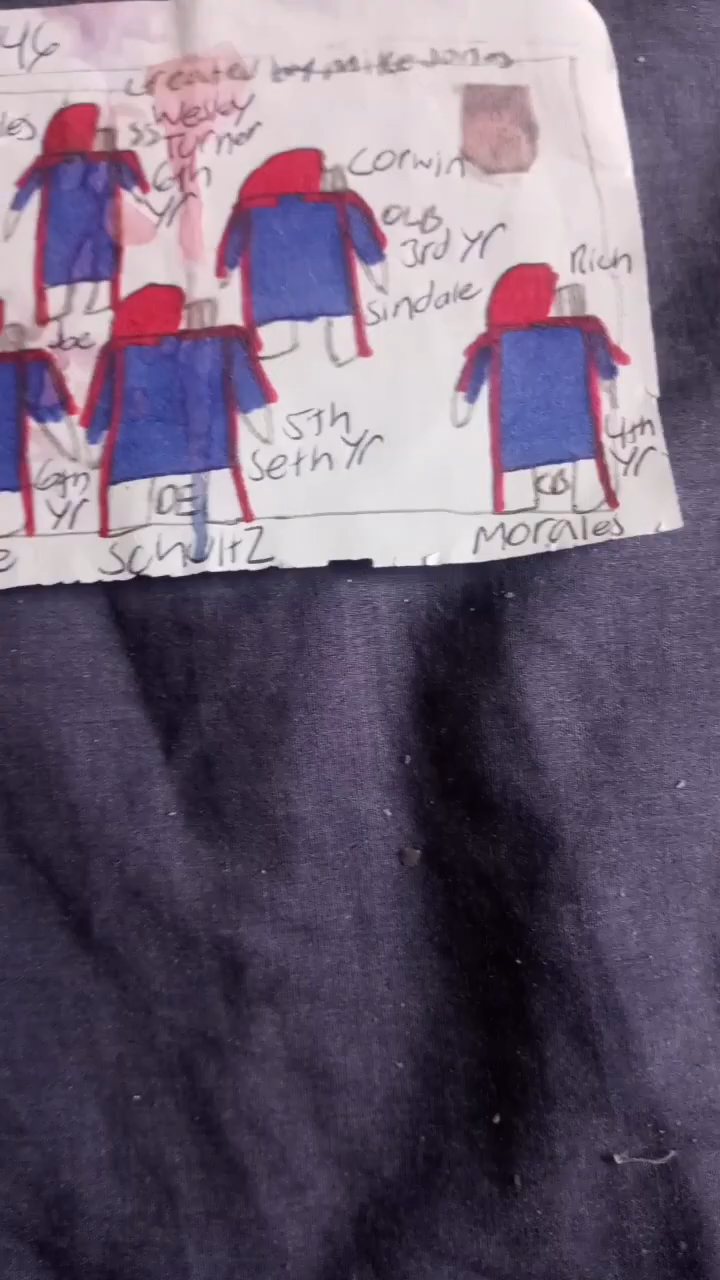 46
created by mike Jones
les
SS
Wesley
Turner
6th
yr
Corwin
OLB
3rd yr
Sindale
Rich
Joe
5th
Seth yr
4th
yr
6th
yr
DE
CB
e
Schultz
Morales